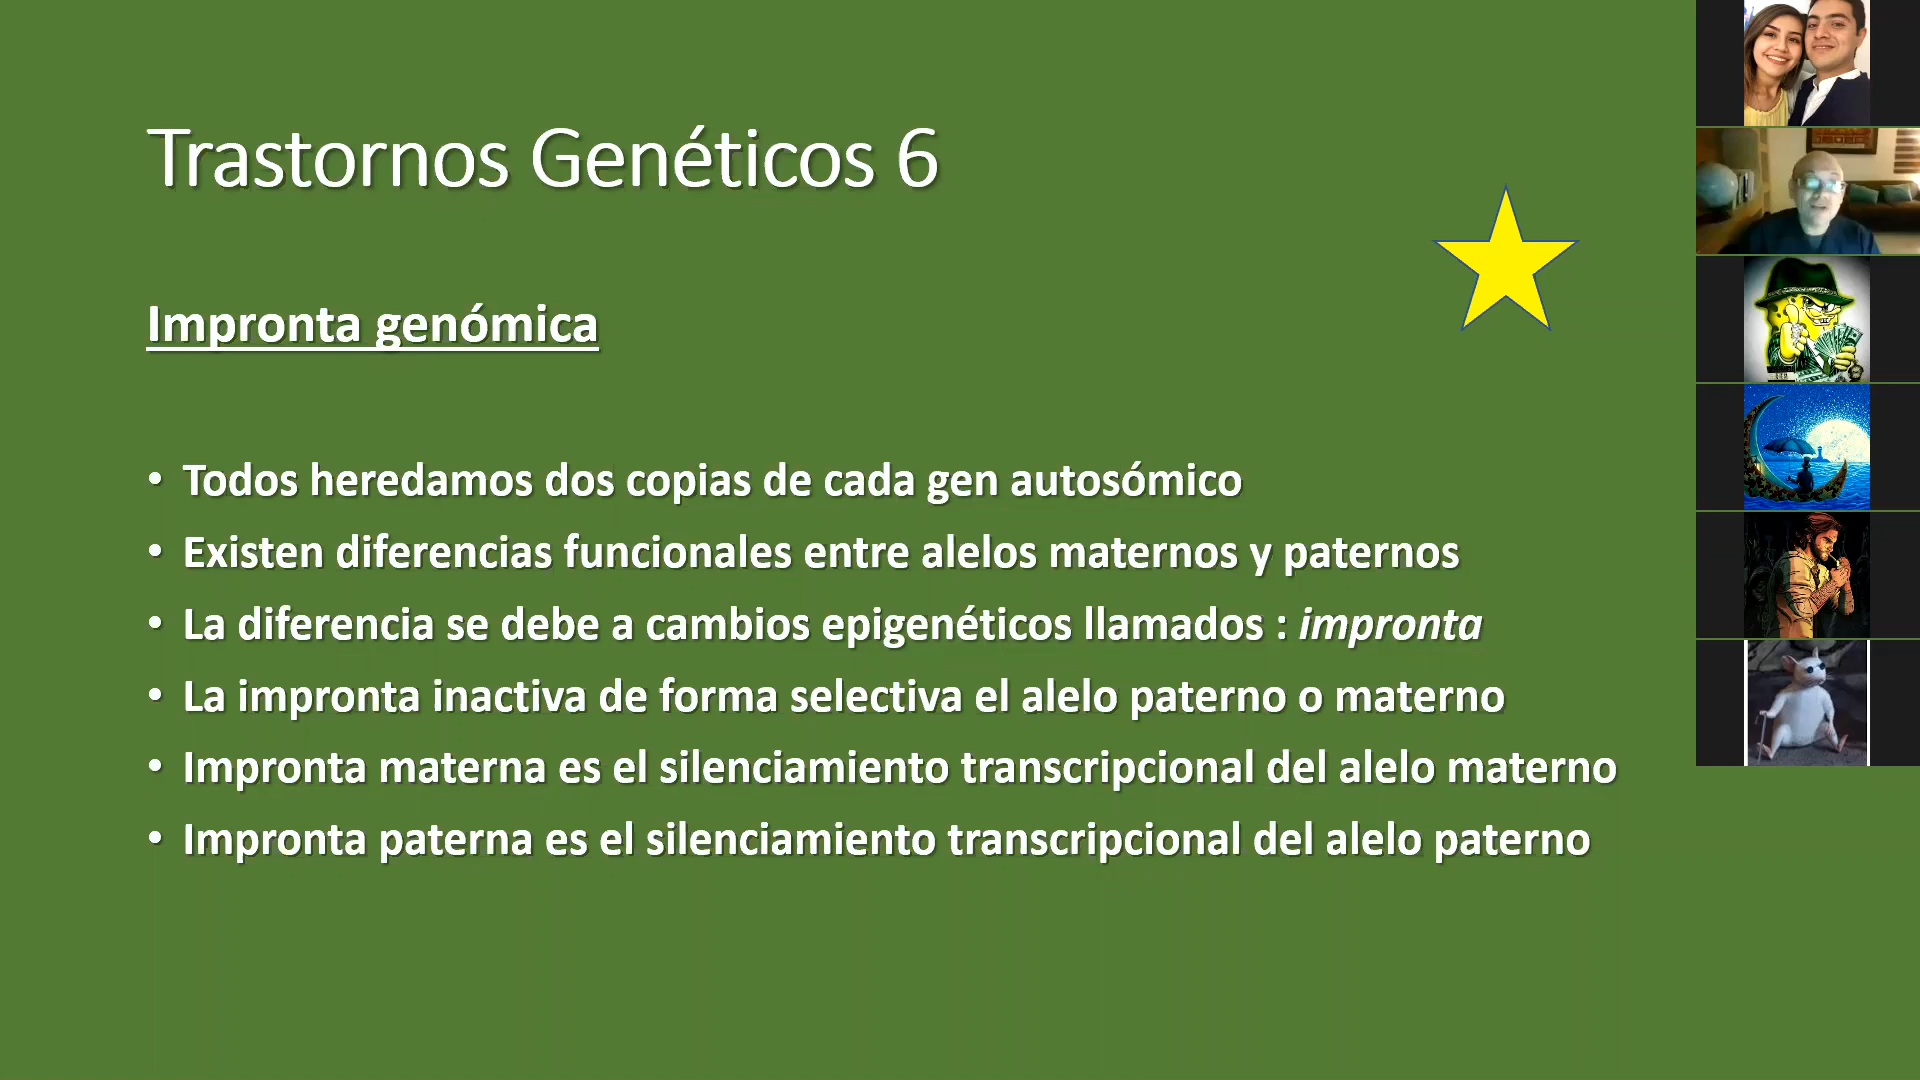 Trastornos Genéticos 6
Impronta genómica
• Todos heredamos dos copias de cada gen autosómico
• Existen diferencias funcionales entre alelos maternos y paternos
• La diferencia se debe a cambios epigenéticos llamados : impronta
• La impronta inactiva de forma selectiva el alelo paterno o materno
• Impronta materna es el silenciamiento transcripcional del alelo materno
• Impronta paterna es el silenciamiento transcripcional del alelo paterno